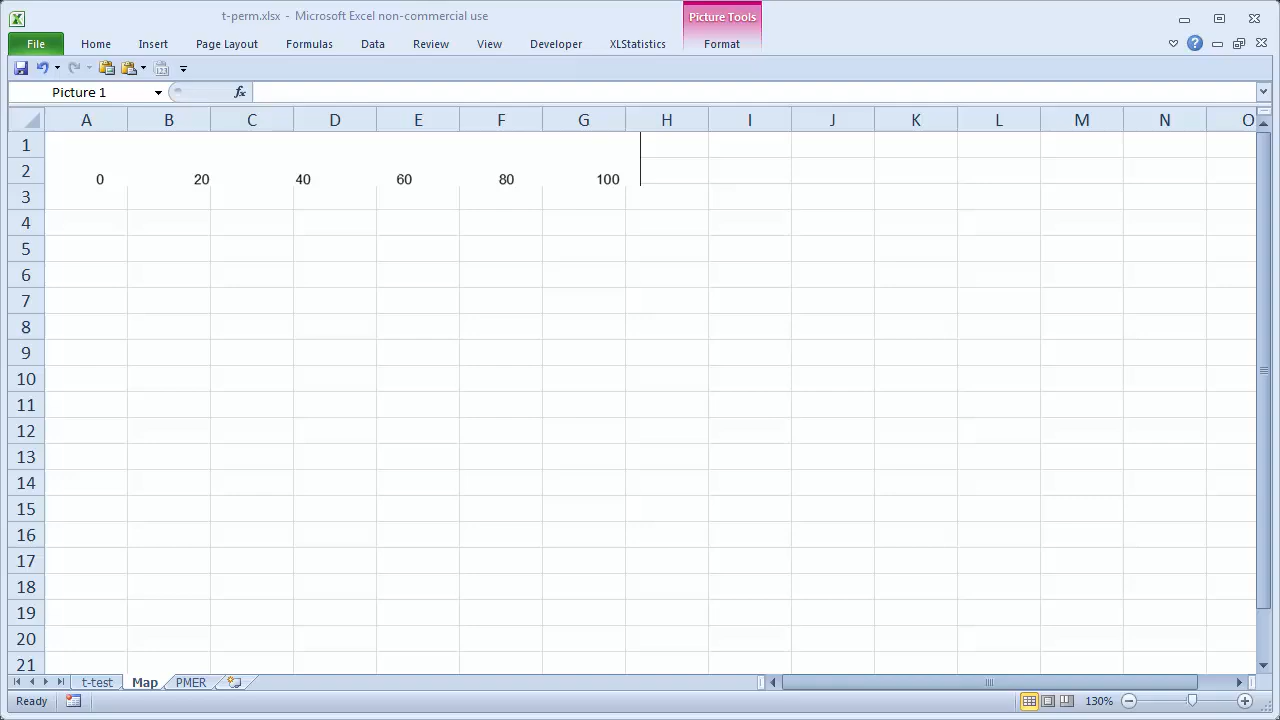 t-perm.xlsx - Microsoft Excel non-commercial use
Picture Tools
File Home Insert Page Layout Formulas Data Review View Developer XLStatistics Format
Picture 1 fx
A B C D E F G H I J K L M N O
1
2
0 20 40 60 80 100
3
4
5
6
7
8
9
10
11
12
13
14
15
16
17
18
19
20
21
t-test Map PMER
Ready 130%